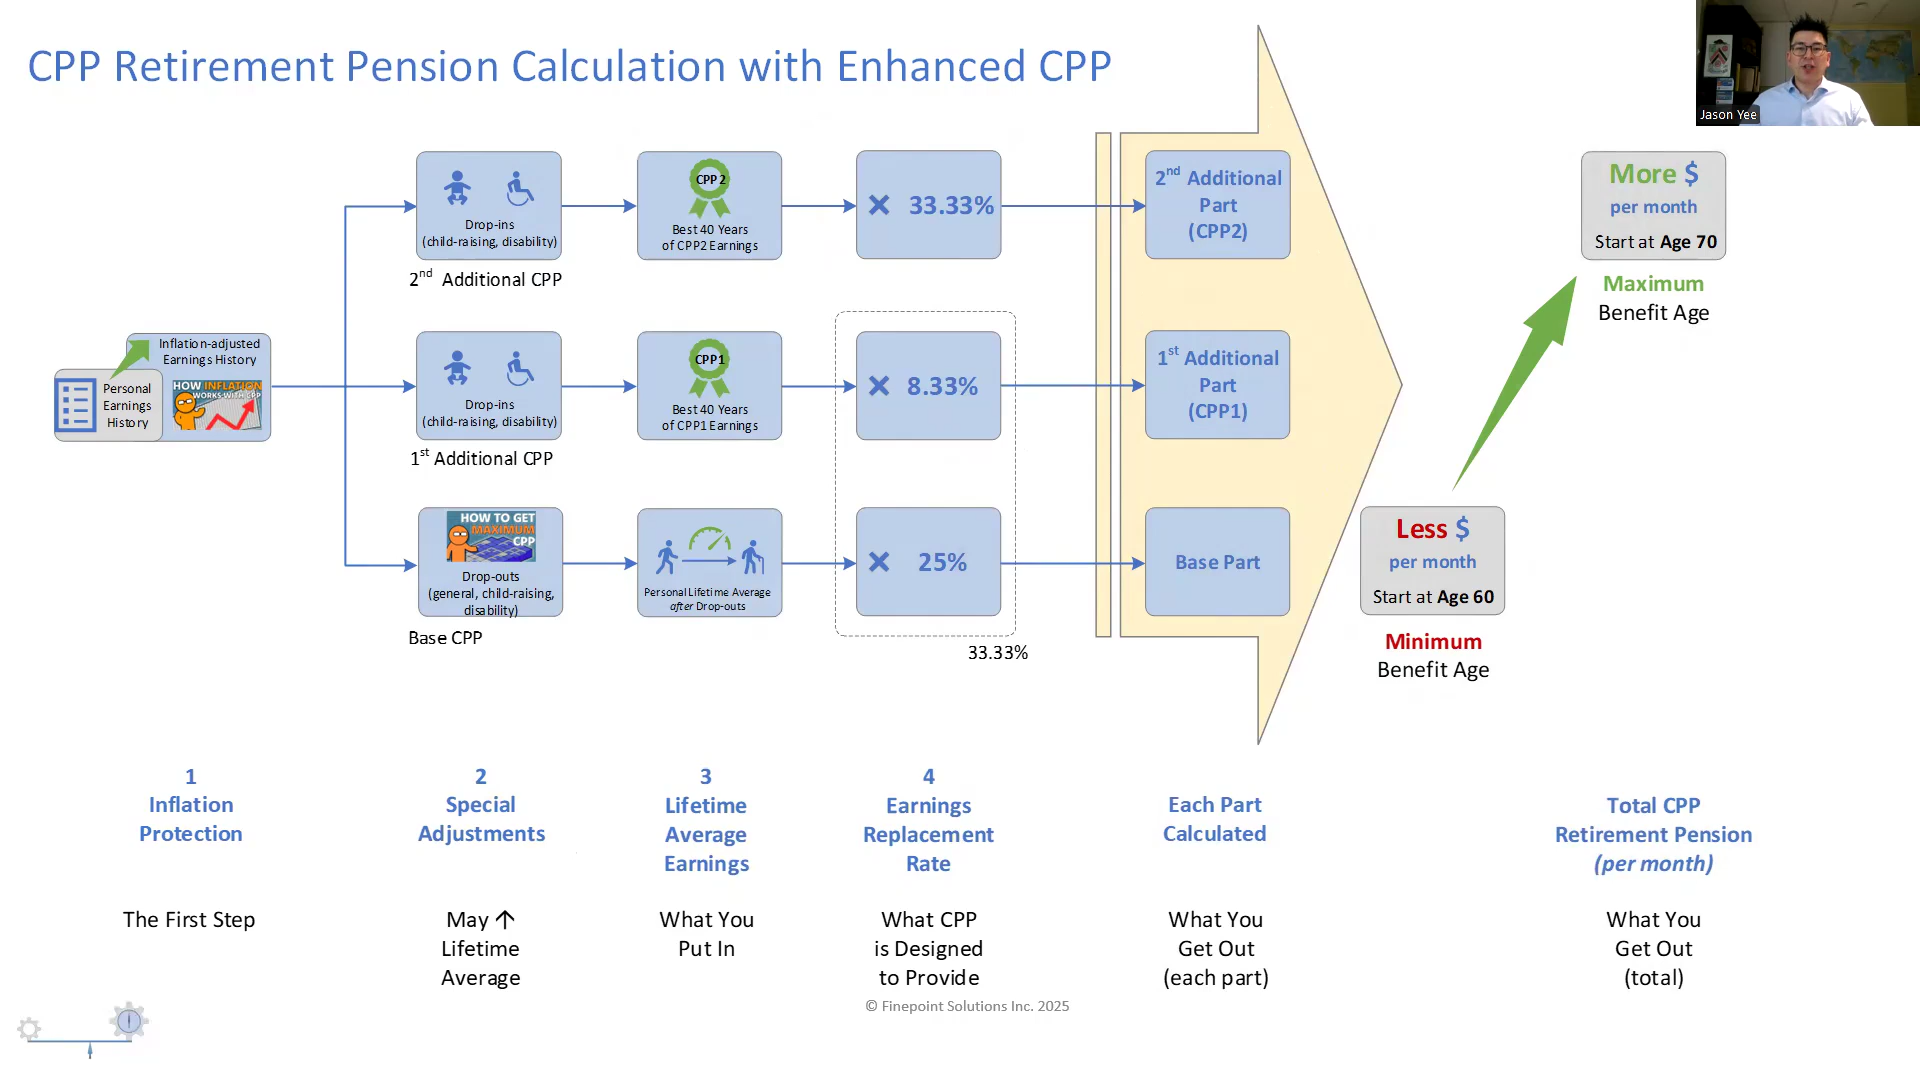 CPP Retirement Pension Calculation with Enhanced CPP
Jason Yee
Drop-ins
(child-raising, disability)
2nd Additional CPP
CPP 2
Best 40 Years
of CPP2 Earnings
× 33.33%
2nd Additional
Part
(CPP2)
More $
per month
Start at Age 70
Maximum
Benefit Age
Inflation-adjusted
Earnings History
Personal
Earnings
History
HOW INFLATION
WORKS WITH CPP
Drop-ins
(child-raising, disability)
1st Additional CPP
CPP1
Best 40 Years
of CPP1 Earnings
× 8.33%
1st Additional
Part
(CPP1)
HOW TO GET
MAXIMUM
CPP
Drop-outs
(general, child-raising,
disability)
Base CPP
Personal Lifetime Average
after Drop-outs
× 25%
33.33%
Base Part
Less $
per month
Start at Age 60
Minimum
Benefit Age
1
Inflation
Protection
The First Step
2
Special
Adjustments
May ↑
Lifetime
Average
3
Lifetime
Average
Earnings
What You
Put In
4
Earnings
Replacement
Rate
What CPP
is Designed
to Provide
Each Part
Calculated
What You
Get Out
(each part)
Total CPP
Retirement Pension
(per month)
What You
Get Out
(total)
© Finepoint Solutions Inc. 2025